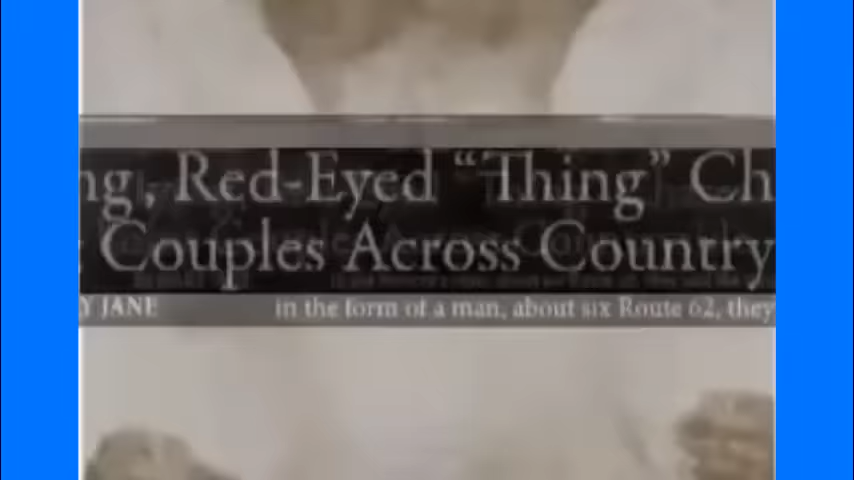 ng, Red-Eyed “Thing” Ch
Couples Across Country
Y JANE
in the form of a man, about six Route 62, they